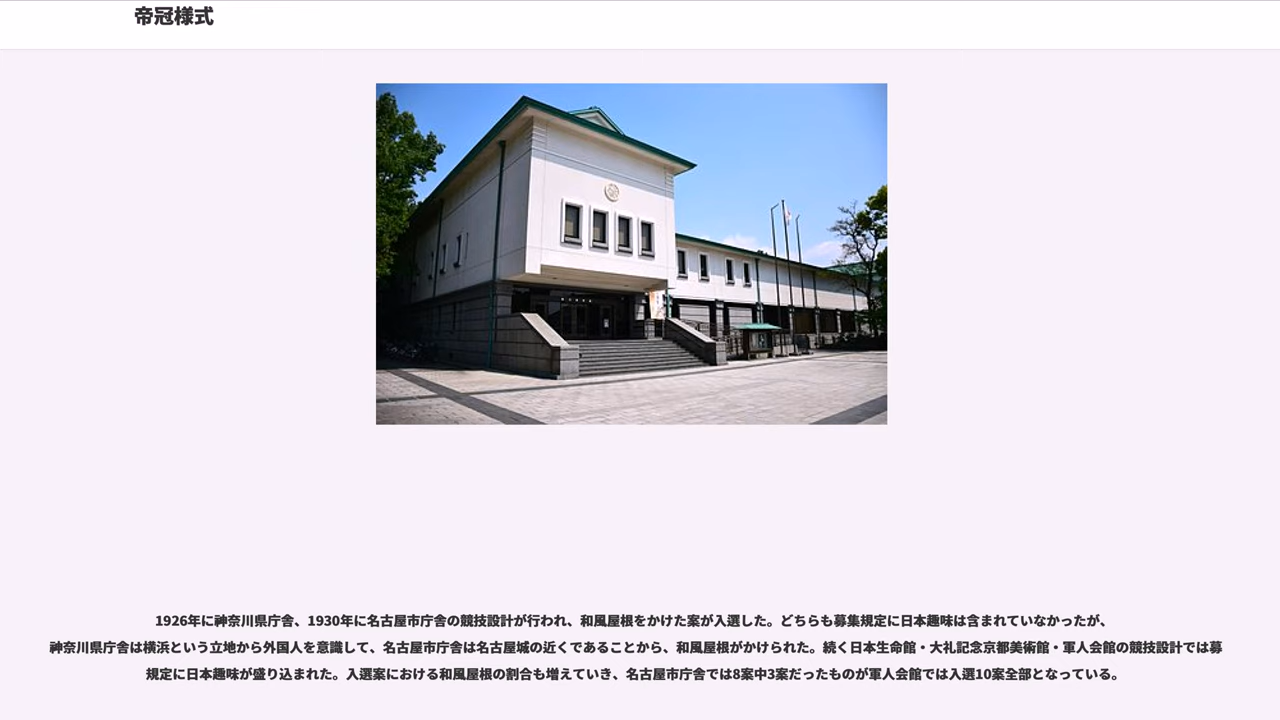 帝冠様式
1926年に神奈川県庁舎、1930年に名古屋市庁舎の競技設計が行われ、和風屋根をかけた案が入選した。どちらも募集規定に日本趣味は含まれていなかったが、
神奈川県庁舎は横浜という立地から外国人を意識して、名古屋市庁舎は名古屋城の近くであることから、和風屋根がかけられた。続く日本生命館・大礼記念京都美術館・軍人会館の競技設計では募
規定に日本趣味が盛り込まれた。入選案における和風屋根の割合も増えていき、名古屋市庁舎では8案中3案だったものが軍人会館では入選10案全部となっている。